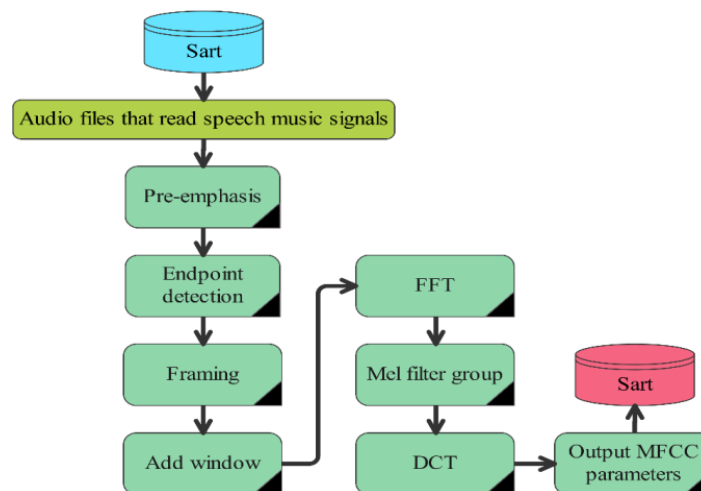 Sart
Audio files that read speech music signals
Pre-emphasis
Endpoint
detection
Framing
Add window
FFT
Mel filter group
DCT
Output MFCC
parameters
Sart